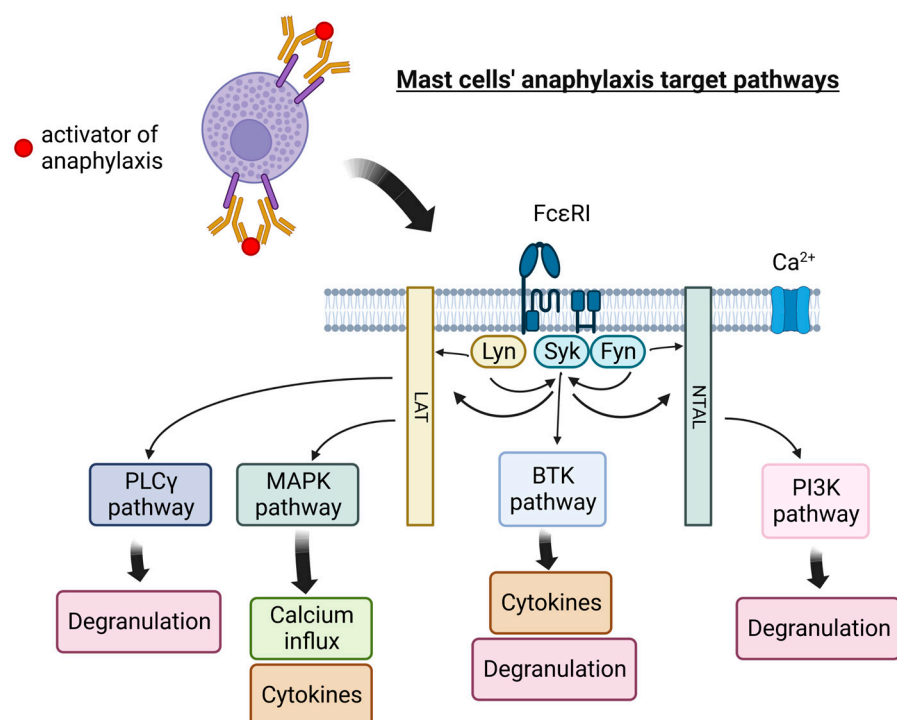 Mast cells' anaphylaxis target pathways
activator of
anaphylaxis
FcεRI
Ca²⁺
Lyn
Syk
Fyn
LAT
NTAL
PLCγ
pathway
MAPK
pathway
BTK
pathway
PI3K
pathway
Degranulation
Calcium
influx
Cytokines
Cytokines
Degranulation
Degranulation